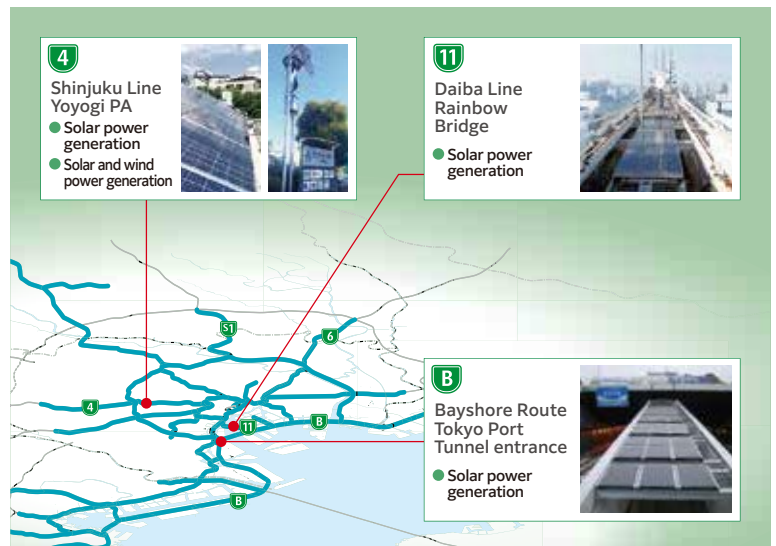 4
Shinjuku Line
Yoyogi PA
● Solar power
generation
● Solar and wind
power generation
11
Daiba Line
Rainbow
Bridge
● Solar power
generation
B
Bayshore Route
Tokyo Port
Tunnel entrance
● Solar power
generation
S1
6
4
11
B
B